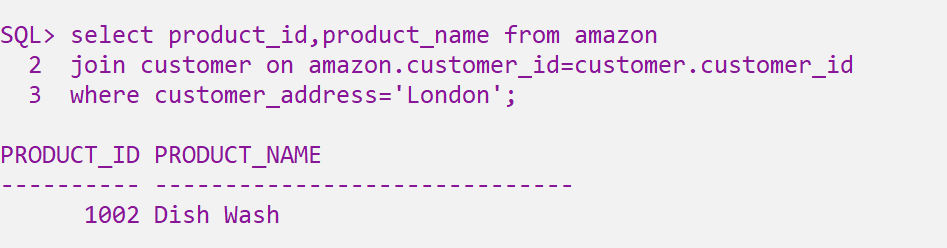 SQL> select product_id,product_name from amazon
  2  join customer on amazon.customer_id=customer.customer_id
  3  where customer_address='London';
PRODUCT_ID PRODUCT_NAME
---------- ------------------------------
      1002 Dish Wash